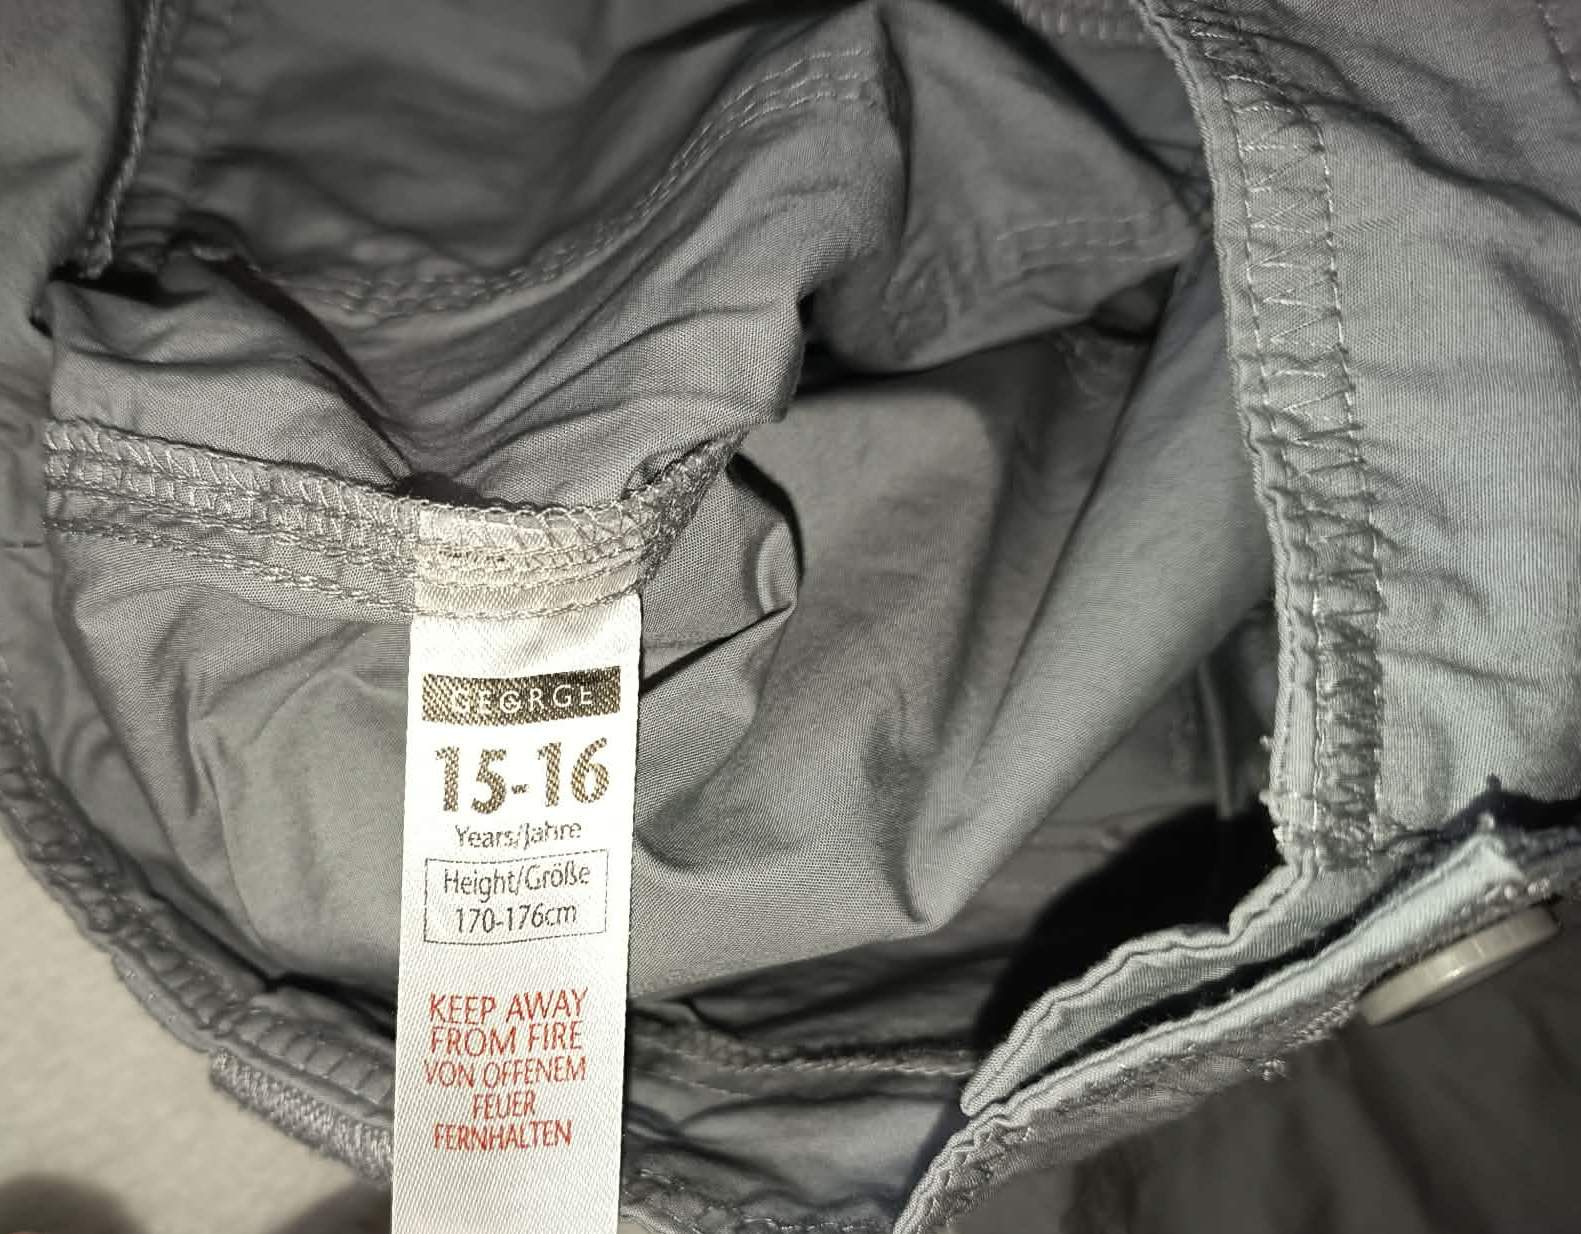 GEORGE
15-16
Years/Jahre
Height/Größe
170-176cm
KEEP AWAY
FROM FIRE
VON OFFENEM
FEUER
FERNHALTEN